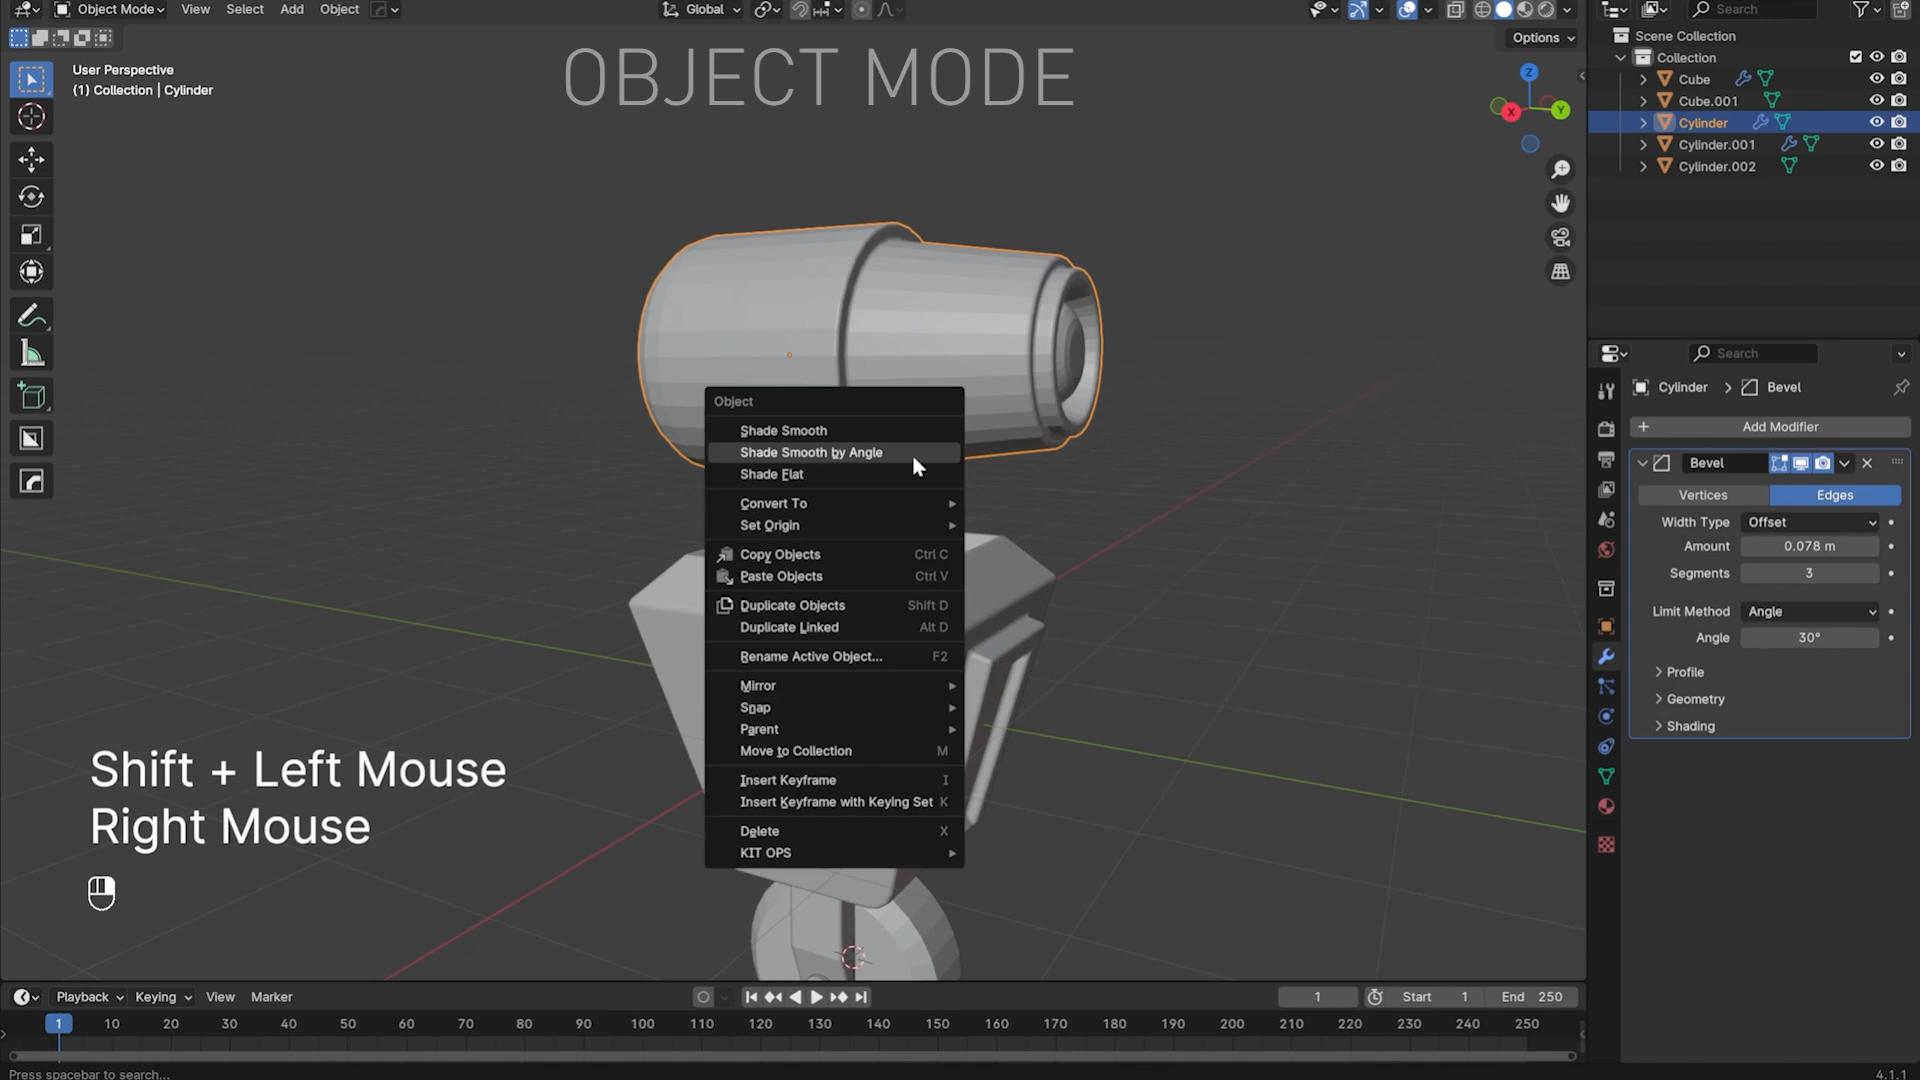 Object Mode
View
Select
Add
Object
Global
Search
Options
OBJECT MODE
User Perspective
(1) Collection | Cylinder
Z
X
Y
Scene Collection
Collection
Cube
Cube.001
Cylinder
Cylinder.001
Cylinder.002
Object
Shade Smooth
Shade Smooth by Angle
Shade Flat
Convert To
Set Origin
Copy Objects Ctrl C
Paste Objects Ctrl V
Duplicate Objects Shift D
Duplicate Linked Alt D
Rename Active Object... F2
Mirror
Snap
Parent
Move to Collection M
Insert Keyframe I
Insert Keyframe with Keying Set K
Delete X
KIT OPS
Search
Cylinder > Bevel
Add Modifier
Bevel
Vertices Edges
Width Type Offset
Amount 0.078 m
Segments 3
Limit Method Angle
Angle 30°
Profile
Geometry
Shading
Shift + Left Mouse
Right Mouse
Playback Keying View Marker 1 Start 1 End 250
1 10 20 30 40 50 60 70 80 90 100 110 120 130 140 150 160 170 180 190 200 210 220 230 240 250
Press spacebar to search... 4.1.1